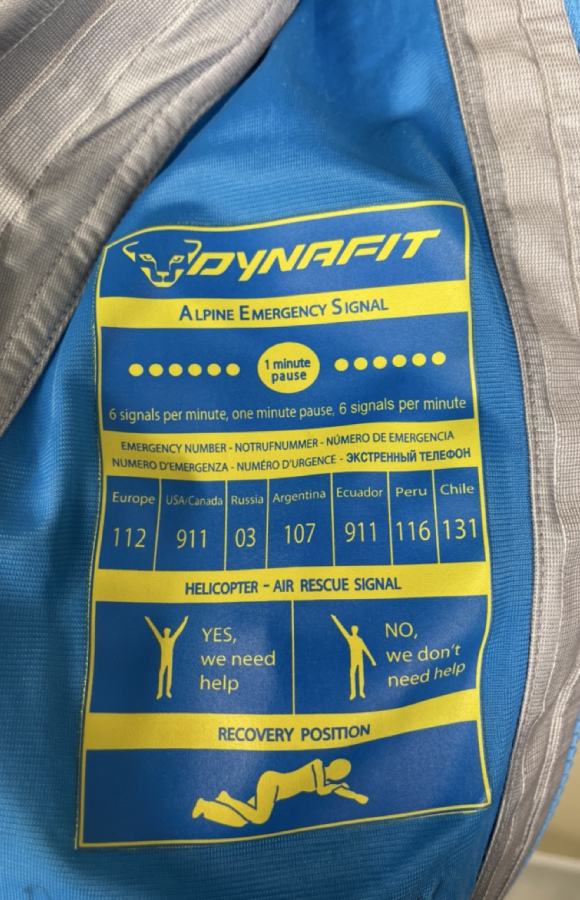 DYNAFIT
ALPINE EMERGENCY SIGNAL
1 minute
pause
6 signals per minute, one minute pause, 6 signals per minute
EMERGENCY NUMBER - NOTRUFNUMMER - NÚMERO DE EMERGENCIA
NUMERO D'EMERGENZA - NUMÉRO D'URGENCE - ЭКСТРЕННЫЙ ТЕЛЕФОН
Europe USA/Canada Russia Argentina Ecuador Peru Chile
112 911 03 107 911 116 131
HELICOPTER - AIR RESCUE SIGNAL
YES,
we need
help
NO,
we don't
need help
RECOVERY POSITION